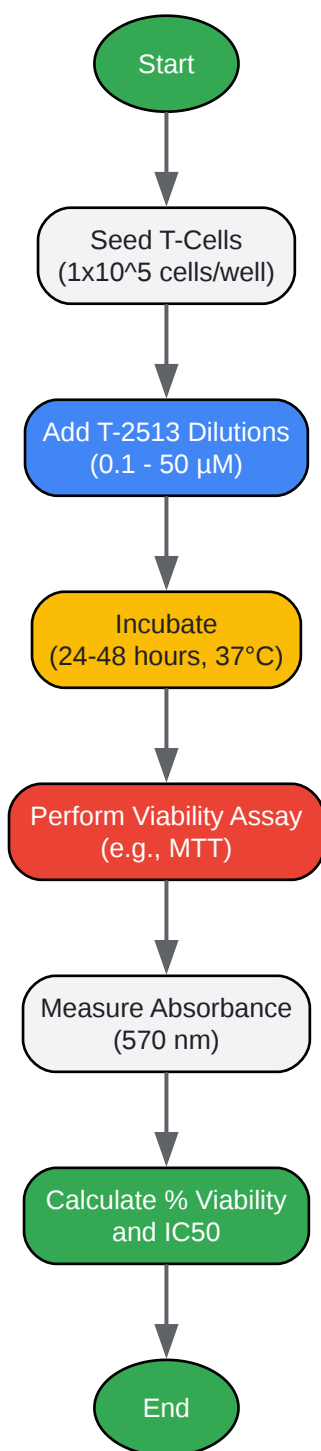 Start
Seed T-Cells
(1x10^5 cells/well)
Add T-2513 Dilutions
(0.1 - 50 µM)
Incubate
(24-48 hours, 37°C)
Perform Viability Assay
(e.g., MTT)
Measure Absorbance
(570 nm)
Calculate % Viability
and IC50
End